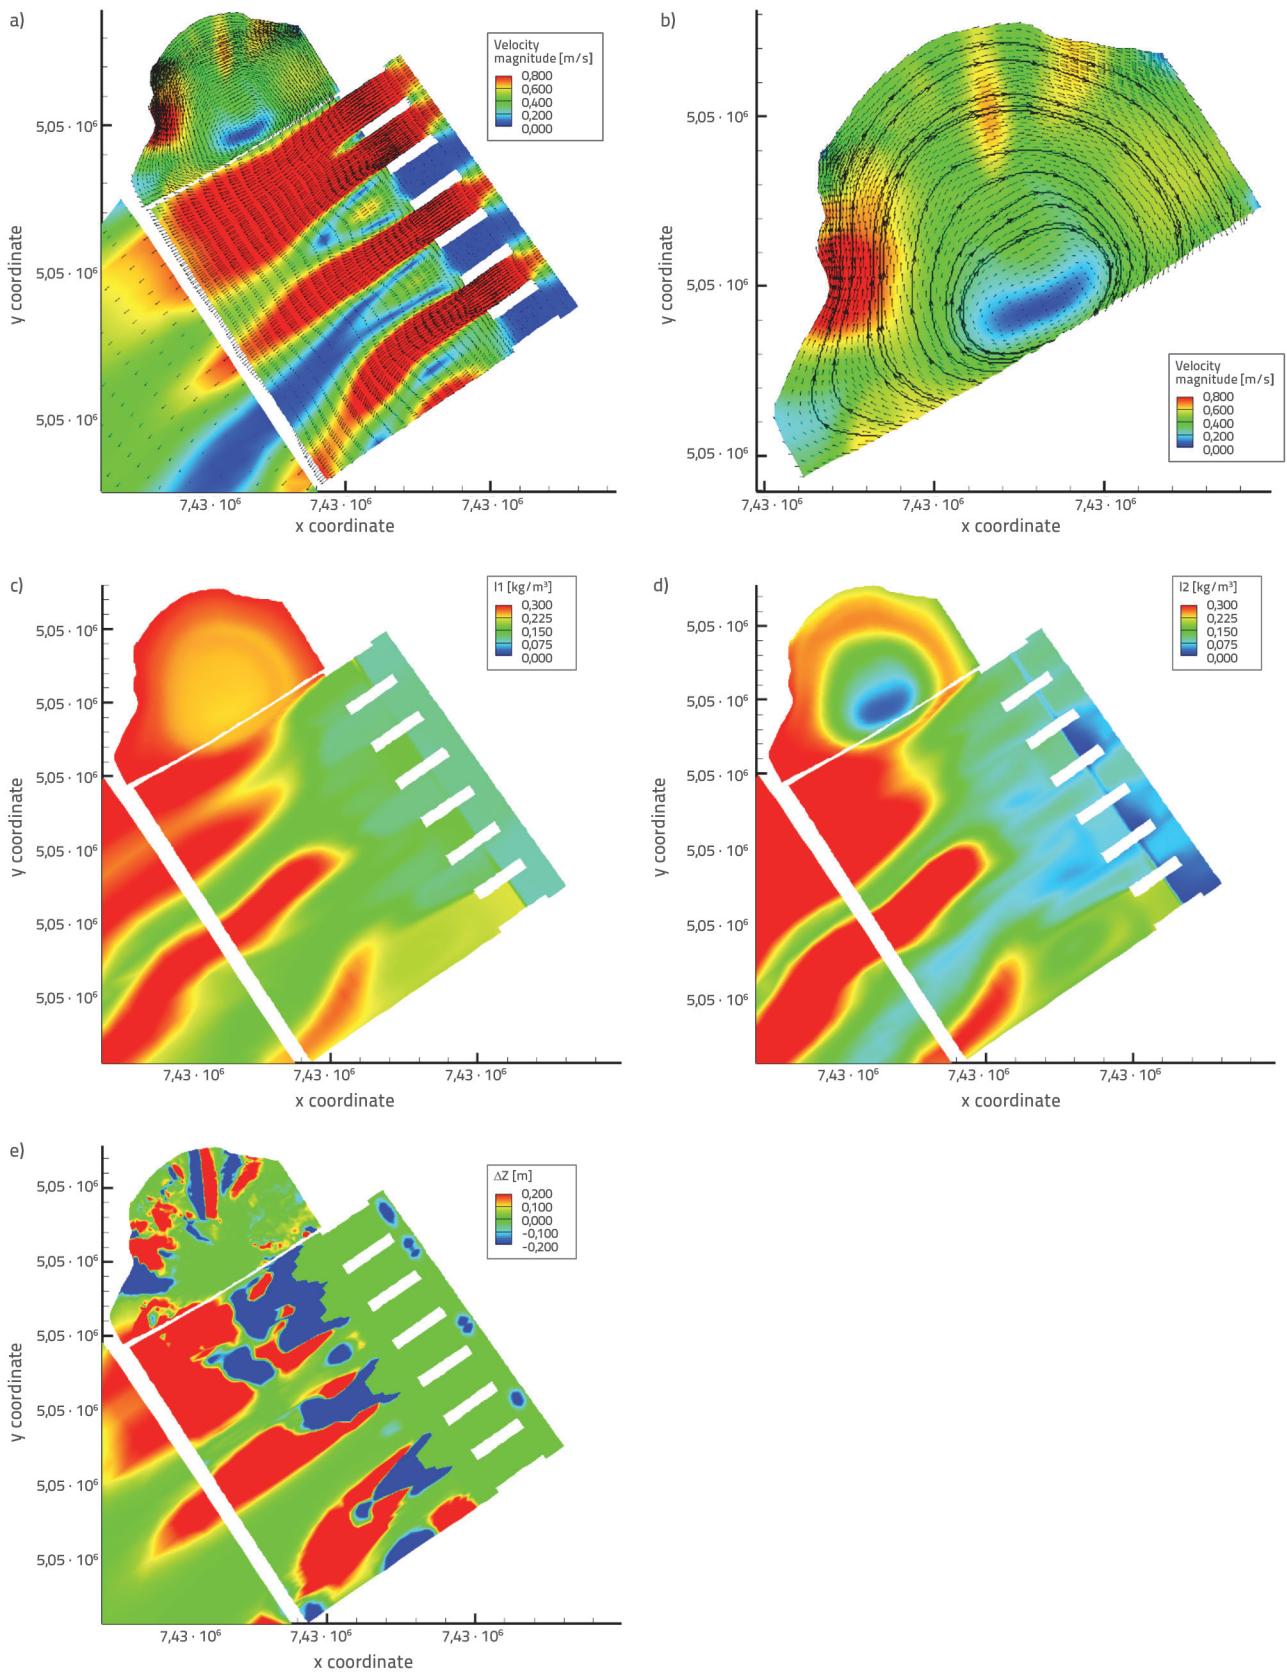 a)
Velocity
magnitude [m/s]
0,800
0,600
0,400
0,200
0,000
5,05 · 10⁶
5,05 · 10⁶
5,05 · 10⁶
y coordinate
7,43 · 10⁶
7,43 · 10⁶
7,43 · 10⁶
x coordinate
b)
5,05 · 10⁶
5,05 · 10⁶
5,05 · 10⁶
y coordinate
Velocity
magnitude [m/s]
0,800
0,600
0,400
0,200
0,000
7,43 · 10⁶
7,43 · 10⁶
7,43 · 10⁶
x coordinate
c)
I1 [kg/m³]
0,300
0,225
0,150
0,075
0,000
5,05 · 10⁶
5,05 · 10⁶
5,05 · 10⁶
5,05 · 10⁶
5,05 · 10⁶
5,05 · 10⁶
y coordinate
7,43 · 10⁶
7,43 · 10⁶
7,43 · 10⁶
x coordinate
d)
I2 [kg/m³]
0,300
0,225
0,150
0,075
0,000
5,05 · 10⁶
5,05 · 10⁶
5,05 · 10⁶
5,05 · 10⁶
5,05 · 10⁶
5,05 · 10⁶
y coordinate
7,43 · 10⁶
7,43 · 10⁶
7,43 · 10⁶
x coordinate
e)
ΔZ [m]
0,200
0,100
0,000
-0,100
-0,200
5,05 · 10⁶
5,05 · 10⁶
5,05 · 10⁶
5,05 · 10⁶
5,05 · 10⁶
5,05 · 10⁶
y coordinate
7,43 · 10⁶
7,43 · 10⁶
7,43 · 10⁶
x coordinate